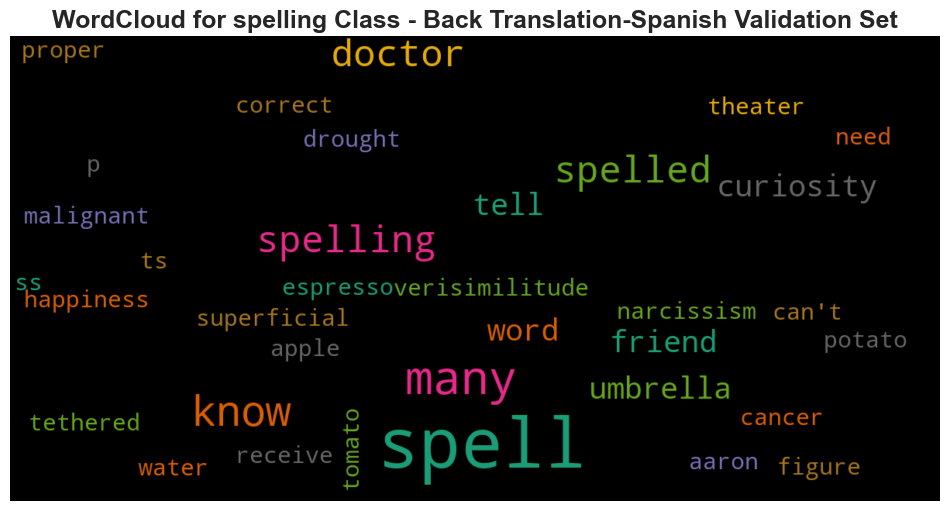 WordCloud for spelling Class - Back Translation-Spanish Validation Set
proper
doctor
correct
theater
drought
need
p
spelled
curiosity
malignant
tell
spelling
ts
ss
happiness
espresso
verisimilitude
superficial
narcissism
can't
word
friend
potato
apple
many
umbrella
know
tethered
tomato
spell
cancer
water
receive
aaron
figure